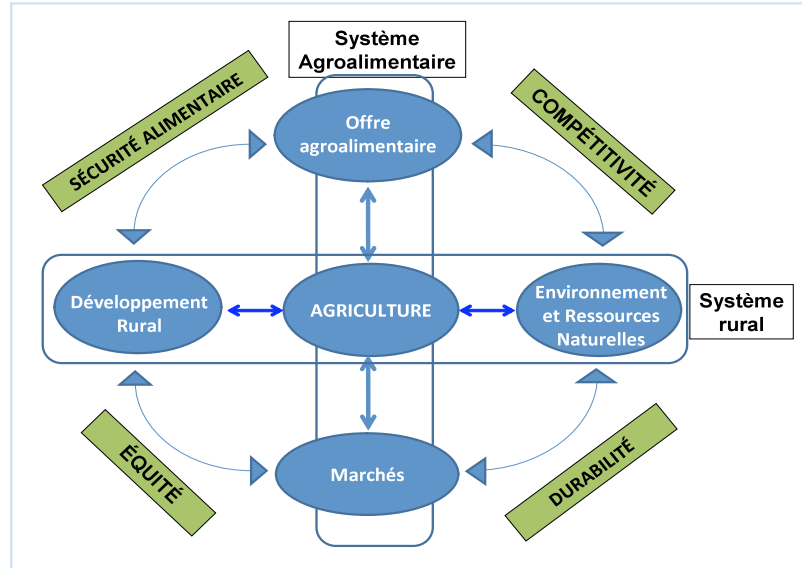 Système
Agroalimentaire
SÉCURITÉ ALIMENTAIRE
COMPÉTITIVITÉ
Offre
agroalimentaire
Développement
Rural
AGRICULTURE
Environnement
et Ressources
Naturelles
Système
rural
ÉQUITÉ
Marchés
DURABILITÉ